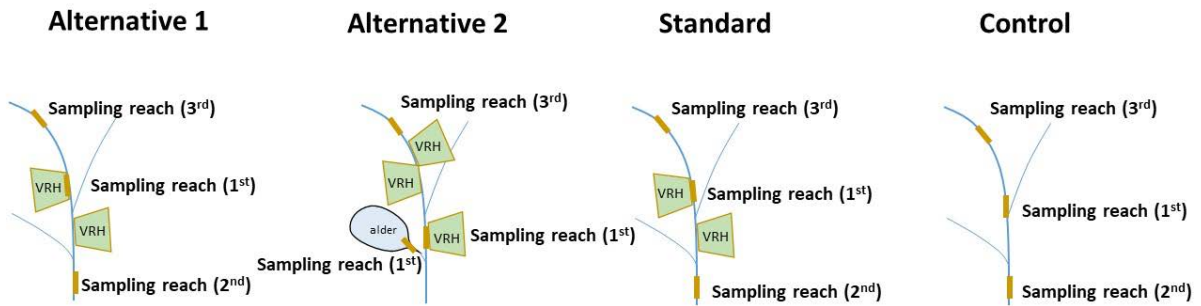 Alternative 1
Sampling reach (3rd)
VRH
Sampling reach (1st)
VRH
Sampling reach (2nd)
Alternative 2
Sampling reach (3rd)
VRH
VRH
alder
VRH
Sampling reach (1st)
Sampling reach (1st)
Standard
Sampling reach (3rd)
VRH
Sampling reach (1st)
VRH
Sampling reach (2nd)
Control
Sampling reach (3rd)
Sampling reach (1st)
Sampling reach (2nd)